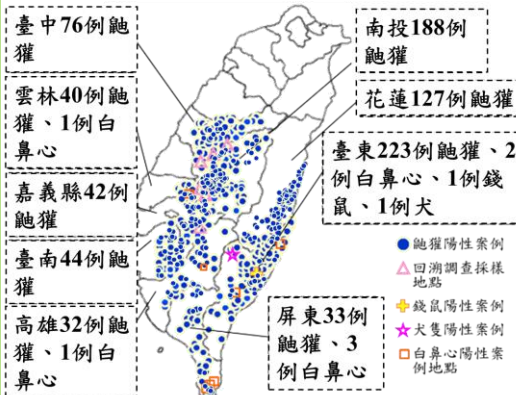 臺中76例鼬
獾
雲林40例鼬
獾、1例白
鼻心
嘉義縣42例
鼬獾
臺南44例鼬
獾
高雄32例鼬
獾、1例白
鼻心
南投188例
鼬獾
花蓮127例鼬獾
臺東223例鼬獾、2
例白鼻心、1例錢
鼠、1例犬
屏東33例
鼬獾、3
例白鼻心
鼬獾陽性案例
回溯調查採樣
地點
錢鼠陽性案例
犬隻陽性案例
白鼻心陽性案
例地點